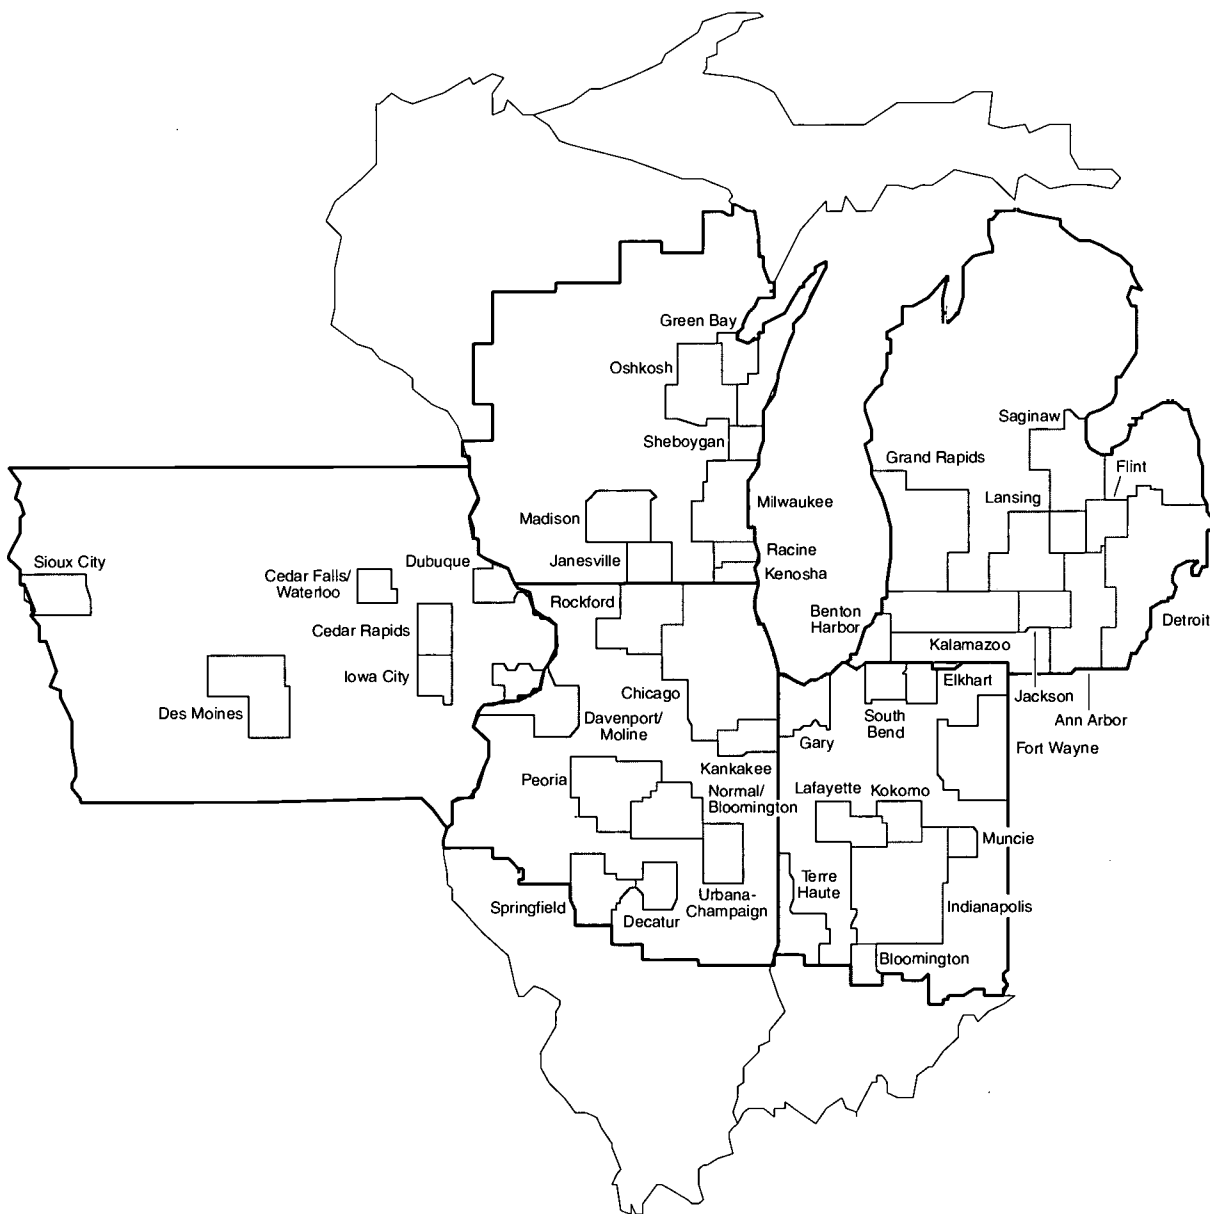 Green Bay
Oshkosh
Sheboygan
Saginaw
Grand Rapids
Flint
Lansing
Madison
Milwaukee
Janesville
Racine
Kenosha
Sioux City
Cedar Falls/
Waterloo
Dubuque
Rockford
Benton
Harbor
Detroit
Cedar Rapids
Kalamazoo
Iowa City
Chicago
Elkhart
Jackson
Des Moines
Davenport/
Moline
South
Bend
Ann Arbor
Gary
Fort Wayne
Kankakee
Peoria
Normal/
Bloomington
Lafayette
Kokomo
Muncie
Terre
Haute
Urbana-
Champaign
Springfield
Decatur
Indianapolis
Bloomington